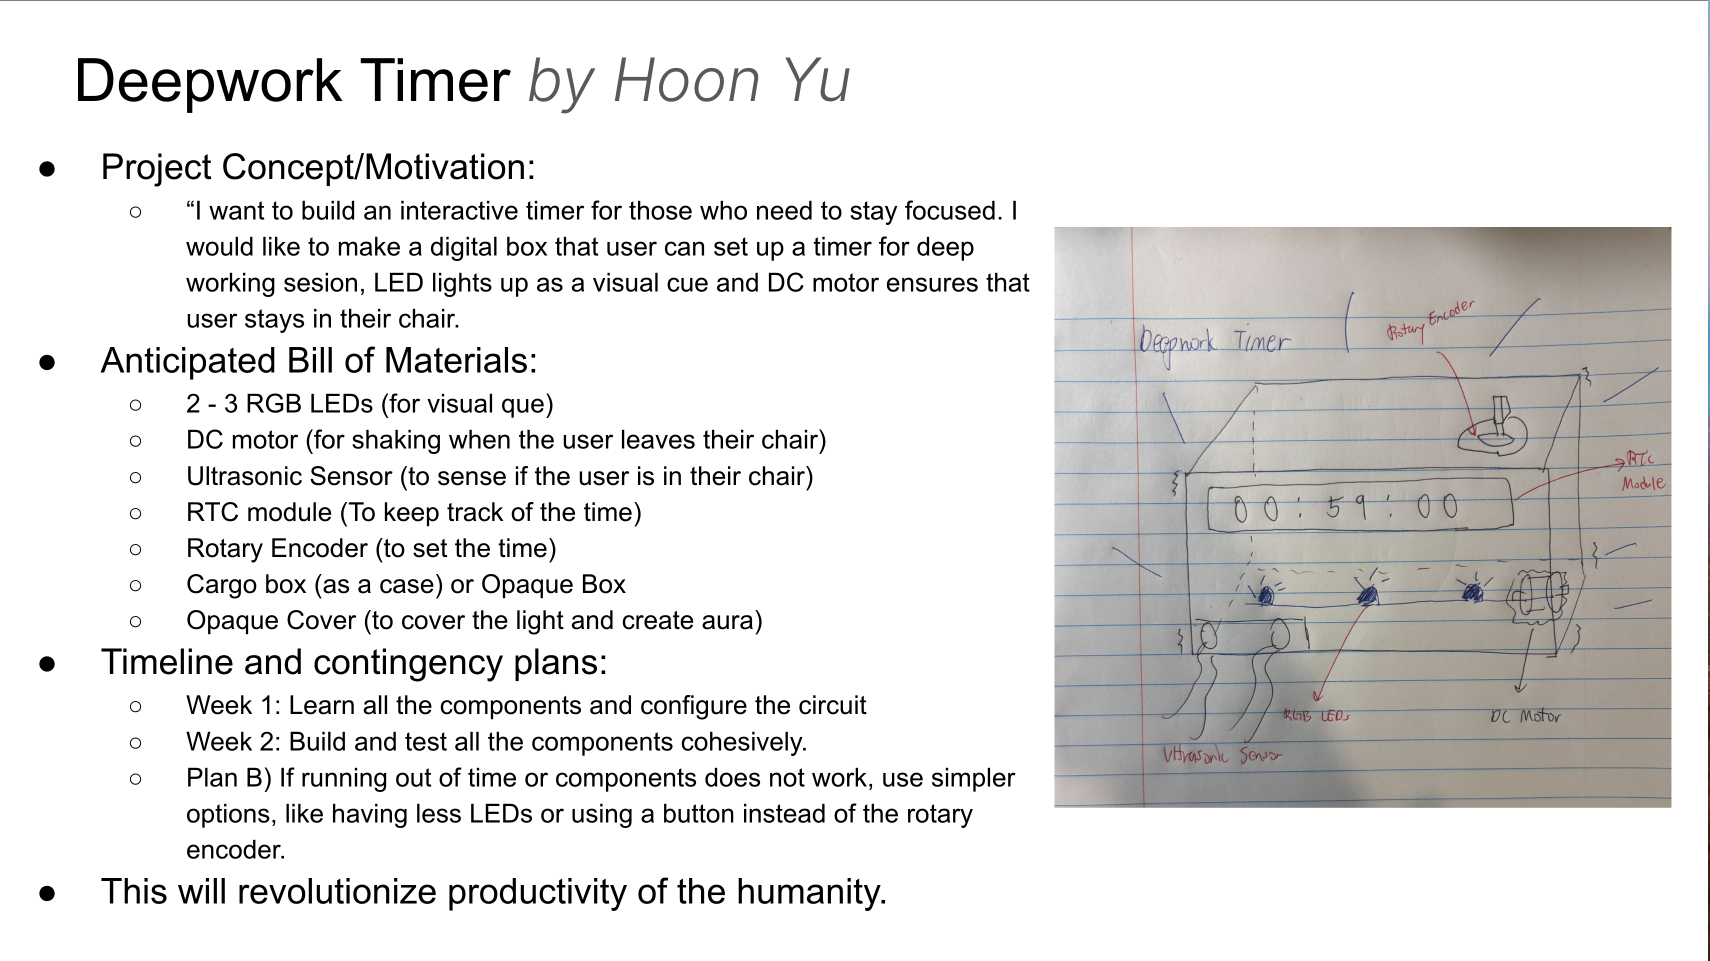 Deepwork Timer by Hoon Yu
● Project Concept/Motivation:
○ “I want to build an interactive timer for those who need to stay focused. I
would like to make a digital box that user can set up a timer for deep
working sesion, LED lights up as a visual cue and DC motor ensures that
user stays in their chair.
● Anticipated Bill of Materials:
○ 2 - 3 RGB LEDs (for visual que)
○ DC motor (for shaking when the user leaves their chair)
○ Ultrasonic Sensor (to sense if the user is in their chair)
○ RTC module (To keep track of the time)
○ Rotary Encoder (to set the time)
○ Cargo box (as a case) or Opaque Box
○ Opaque Cover (to cover the light and create aura)
● Timeline and contingency plans:
○ Week 1: Learn all the components and configure the circuit
○ Week 2: Build and test all the components cohesively.
○ Plan B) If running out of time or components does not work, use simpler
options, like having less LEDs or using a button instead of the rotary
encoder.
● This will revolutionize productivity of the humanity.
Deepwork Timer
Rotary Encoder
RTC
Module
00:59:00
RGB LEDs
DC Motor
Ultrasonic Sensor